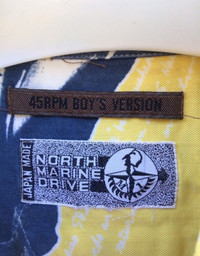 45RPM BOY'S VERSION
JAPAN MADE
NORTH
MARINE
DRIVE